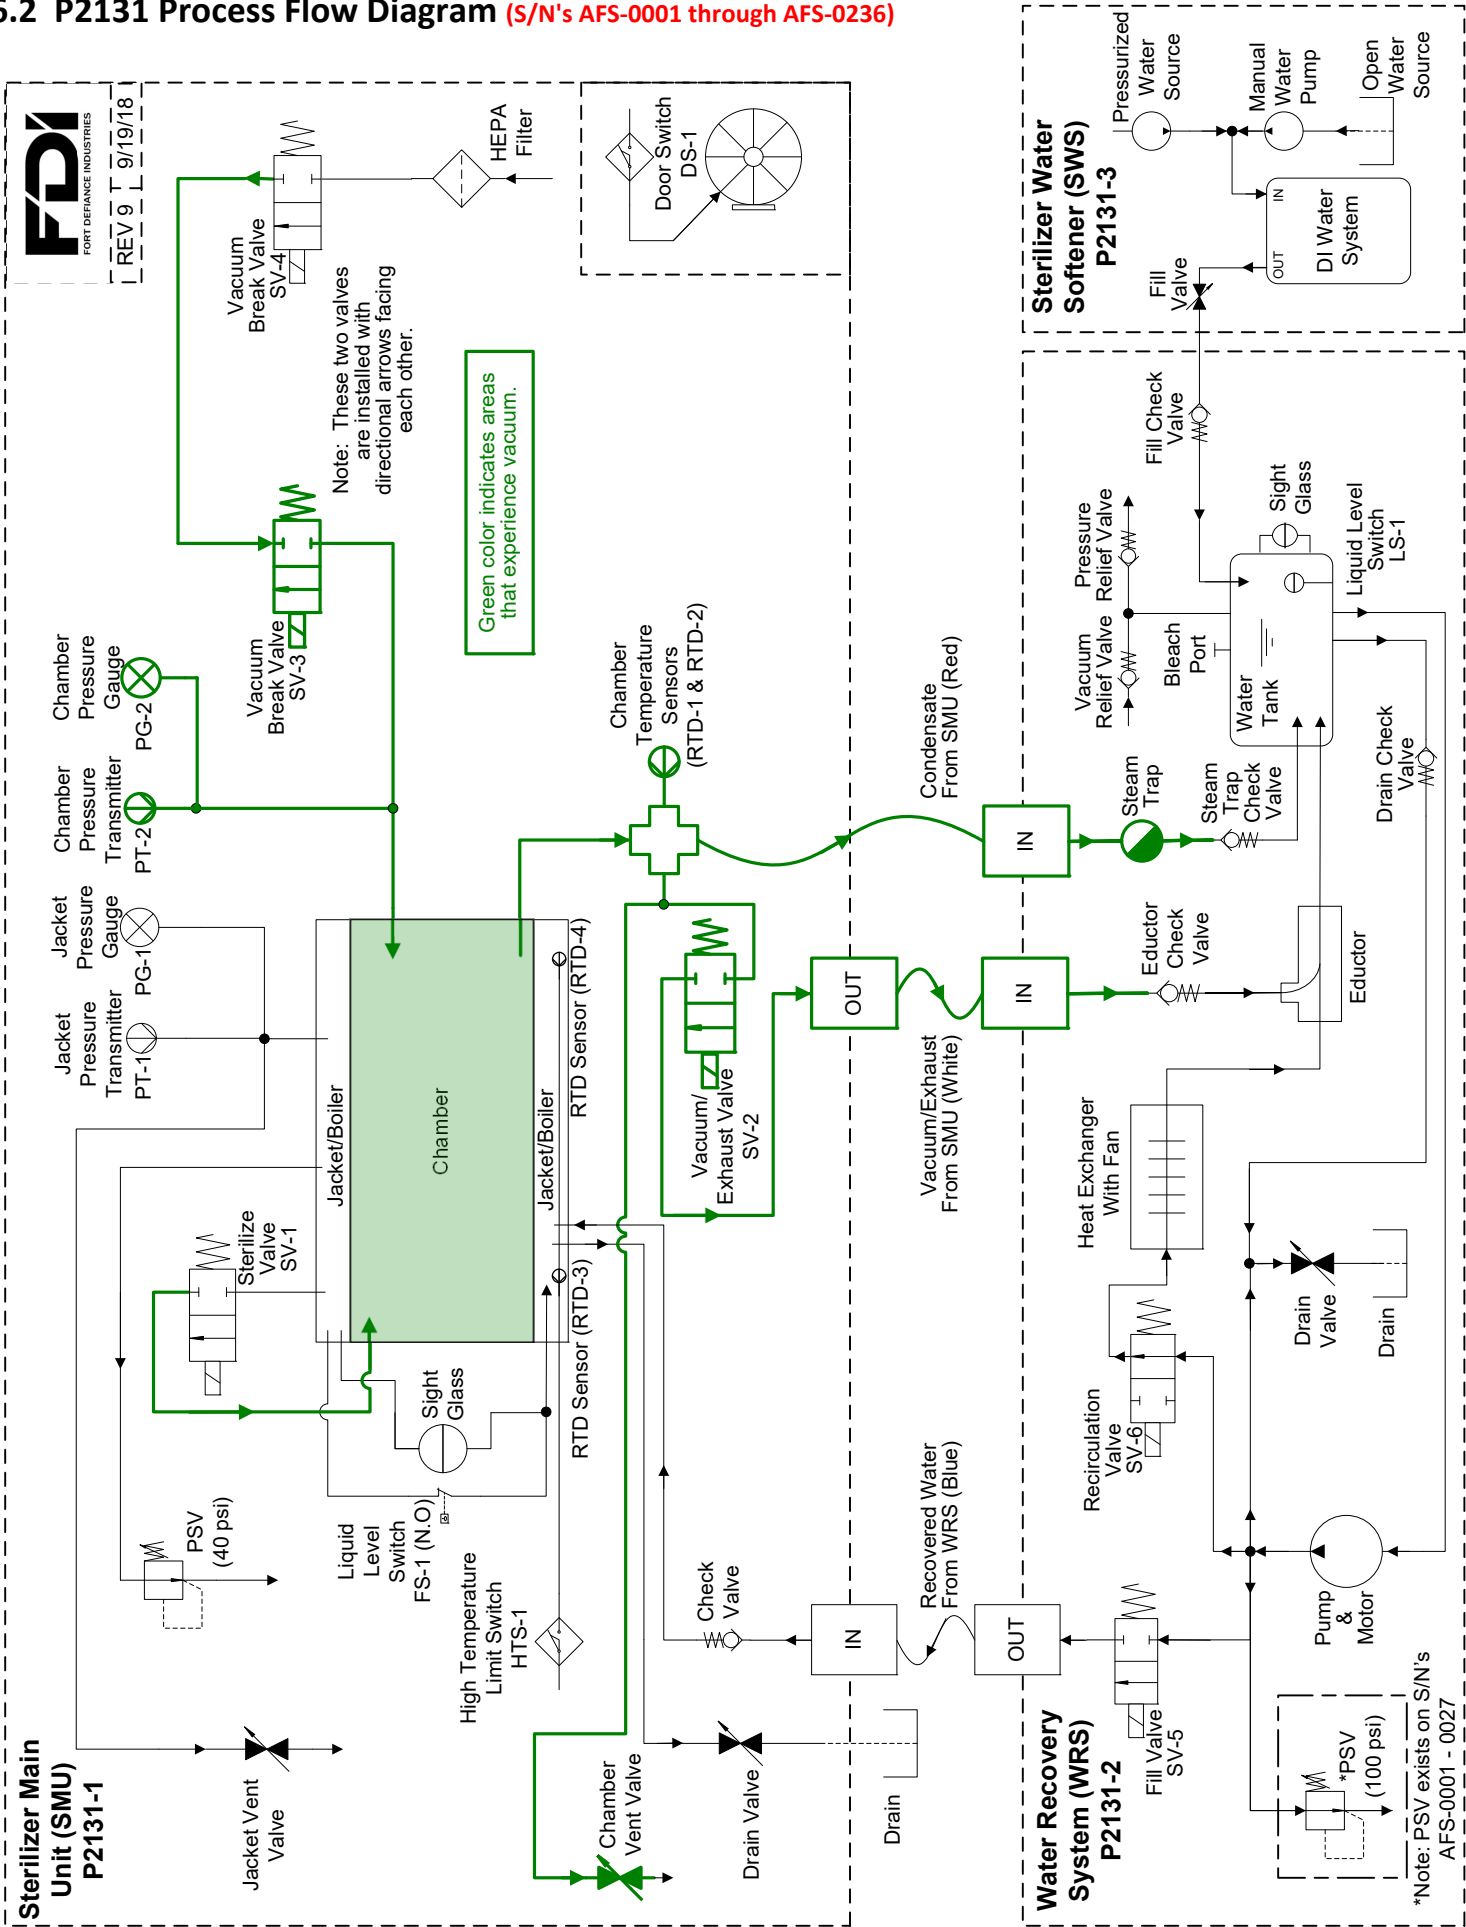 6.2 P2131 Process Flow Diagram (S/N's AFS-0001 through AFS-0236)
FDI
FORT DEFIANCE INDUSTRIES
REV 9 9/19/18
Sterilizer Main
Unit (SMU)
P2131-1
Jacket Vent
Valve
PSV
(40 psi)
Sterilize
Valve
SV-1
Jacket
Pressure
Transmitter
PT-1
Jacket
Pressure
Gauge
PG-1
Chamber
Pressure
Transmitter
PT-2
Chamber
Pressure
Gauge
PG-2
Vacuum
Break Valve
SV-3
Vacuum
Break Valve
SV-4
Note: These two valves
are installed with
directional arrows facing
each other.
HEPA
Filter
Door Switch
DS-1
Green color indicates areas
that experience vacuum.
Jacket/Boiler
Chamber
Jacket/Boiler
Sight
Glass
Liquid
Level
Switch
FS-1 (N.O)
RTD Sensor (RTD-3)
RTD Sensor (RTD-4)
High Temperature
Limit Switch
HTS-1
Chamber
Temperature
Sensors
(RTD-1 & RTD-2)
Vacuum/
Exhaust Valve
SV-2
Chamber
Vent Valve
Drain Valve
Drain
Check
Valve
IN
OUT
Recovered Water
From WRS (Blue)
OUT
IN
Vacuum/Exhaust
From SMU (White)
IN
Condensate
From SMU (Red)
Water Recovery
System (WRS)
P2131-2
Fill Valve
SV-5
*PSV
(100 psi)
*Note: PSV exists on S/N's
AFS-0001 - 0027
Pump
&
Motor
Recirculation
Valve
SV-6
Heat Exchanger
With Fan
Drain
Valve
Drain
Eductor
Check
Valve
Eductor
Steam
Trap
Steam
Trap
Check
Valve
Drain Check
Valve
Vacuum
Relief Valve
Pressure
Relief Valve
Bleach
Port
Water
Tank
Sight
Glass
Liquid Level
Switch
LS-1
Fill Check
Valve
Sterilizer Water
Softener (SWS)
P2131-3
Fill
Valve
OUT
IN
DI Water
System
Pressurized
Water
Source
Manual
Water
Pump
Open
Water
Source